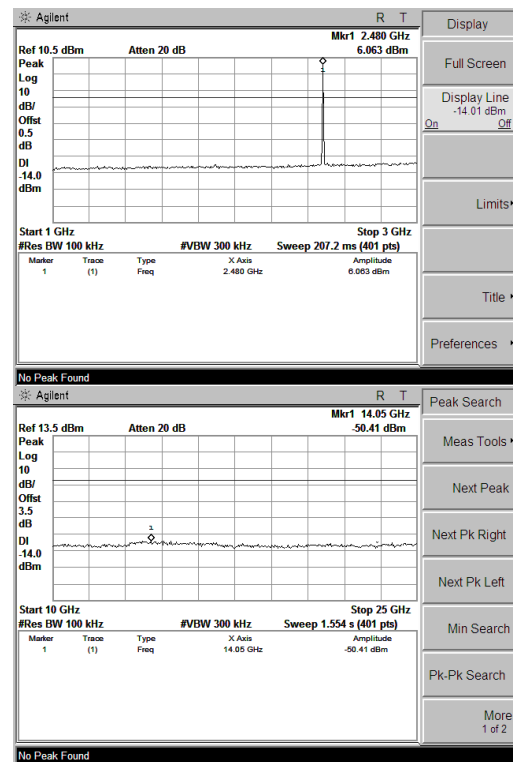 Agilent R T
Mkr1 2.480 GHz
Ref 10.5 dBm Atten 20 dB 6.063 dBm
Peak
Log
10
dB/
Offst
0.5
dB
DI
-14.0
dBm
1
Start 1 GHz Stop 3 GHz
#Res BW 100 kHz #VBW 300 kHz Sweep 207.2 ms (401 pts)
Marker Trace Type X Axis Amplitude
1 (1) Freq 2.480 GHz 6.063 dBm
No Peak Found
Display
Full Screen
Display Line
-14.01 dBm
On Off
Limits
Title
Preferences
Agilent R T
Mkr1 14.05 GHz
Ref 13.5 dBm Atten 20 dB -50.41 dBm
Peak
Log
10
dB/
Offst
3.5
dB
DI
-14.0
dBm
1
Start 10 GHz Stop 25 GHz
#Res BW 100 kHz #VBW 300 kHz Sweep 1.554 s (401 pts)
Marker Trace Type X Axis Amplitude
1 (1) Freq 14.05 GHz -50.41 dBm
No Peak Found
Peak Search
Meas Tools
Next Peak
Next Pk Right
Next Pk Left
Min Search
Pk-Pk Search
More
1 of 2